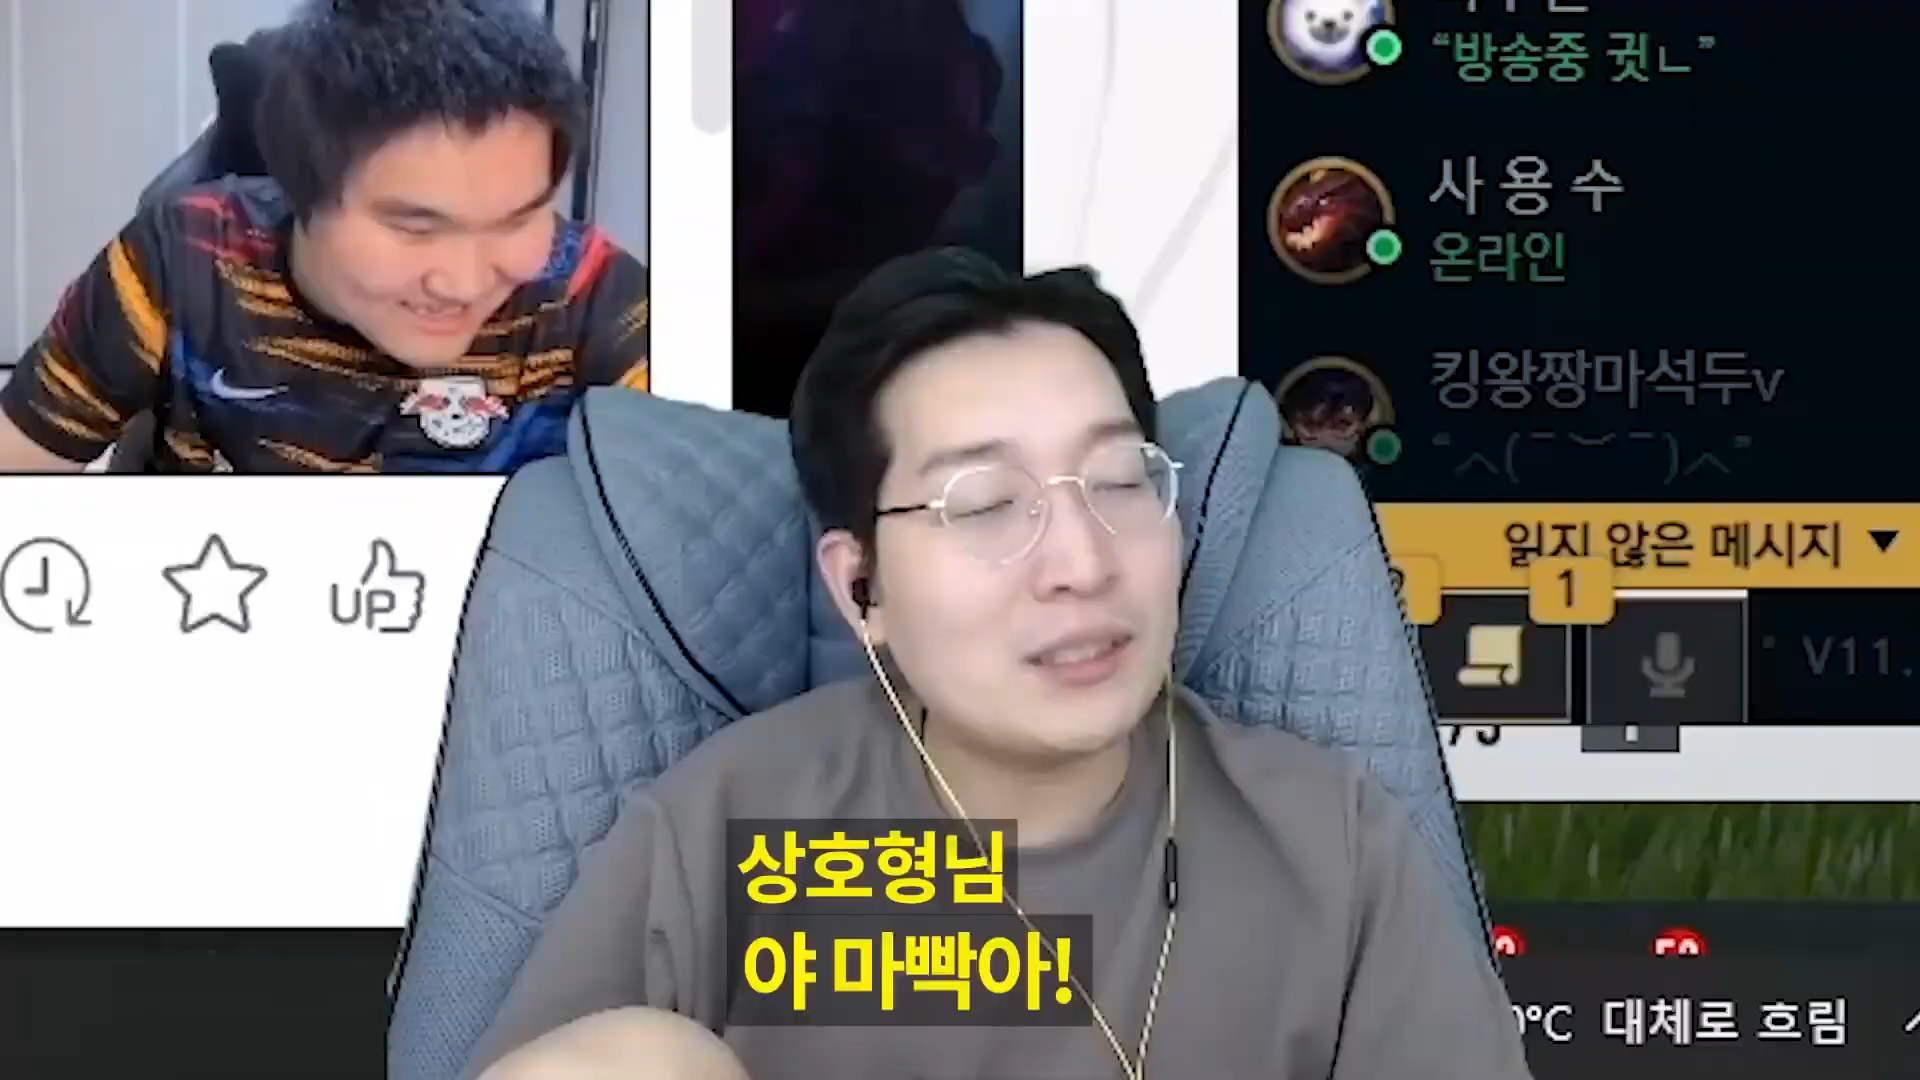 “방송중 귖ㄴ”
사 용 수
온라인
킹왕짱마석두v
“ㅅ(¯︶¯)ㅅ”
읽지 않은 메시지 ▼
1
UP
V11.
상호형님
야 마빡아!
°C 대체로 흐림